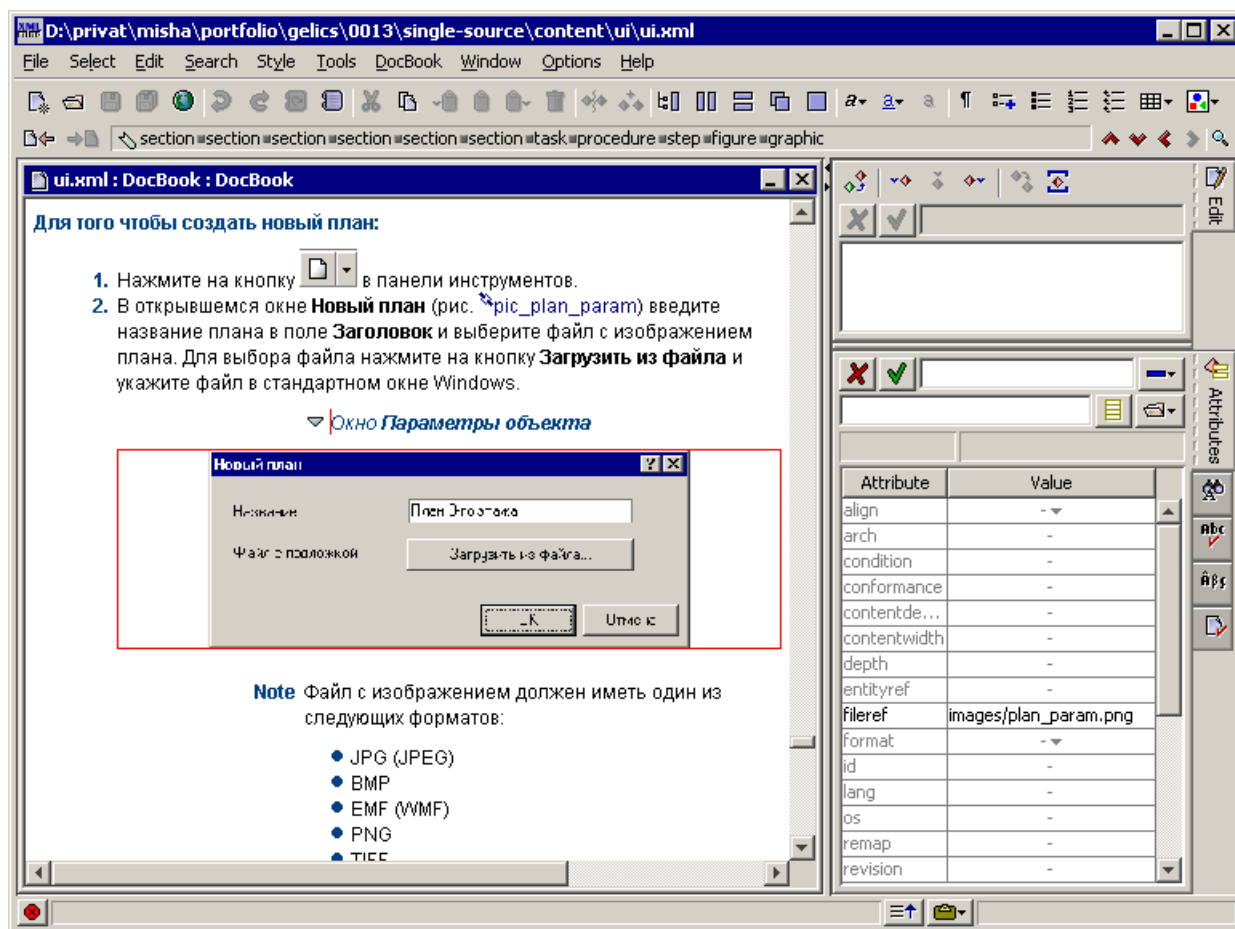 D:\privat\misha\portfolio\gelics\0013\single-source\content\ui\ui.xml
File Select Edit Search Style Tools DocBook Window Options Help
section section section section section section task procedure step figure graphic
ui.xml : DocBook : DocBook
Для того чтобы создать новый план:
1. Нажмите на кнопку в панели инструментов.
2. В открывшемся окне Новый план (рис. pic_plan_param) введите
название плана в поле Заголовок и выберите файл с изображением
плана. Для выбора файла нажмите на кнопку Загрузить из файла и
укажите файл в стандартном окне Windows.
Окно Параметры объекта
Новый план
Название
План
Файл с подложкой
Загрузить из файла...
Note Файл с изображением должен иметь один из
следующих форматов:
JPG (JPEG)
BMP
EMF (WMF)
PNG
TIFF
Edit
Attributes
Attribute Value
align -
arch -
condition -
conformance -
contentde... -
contentwidth -
depth -
entityref -
fileref images/plan_param.png
format -
id -
lang -
os -
remap -
revision -